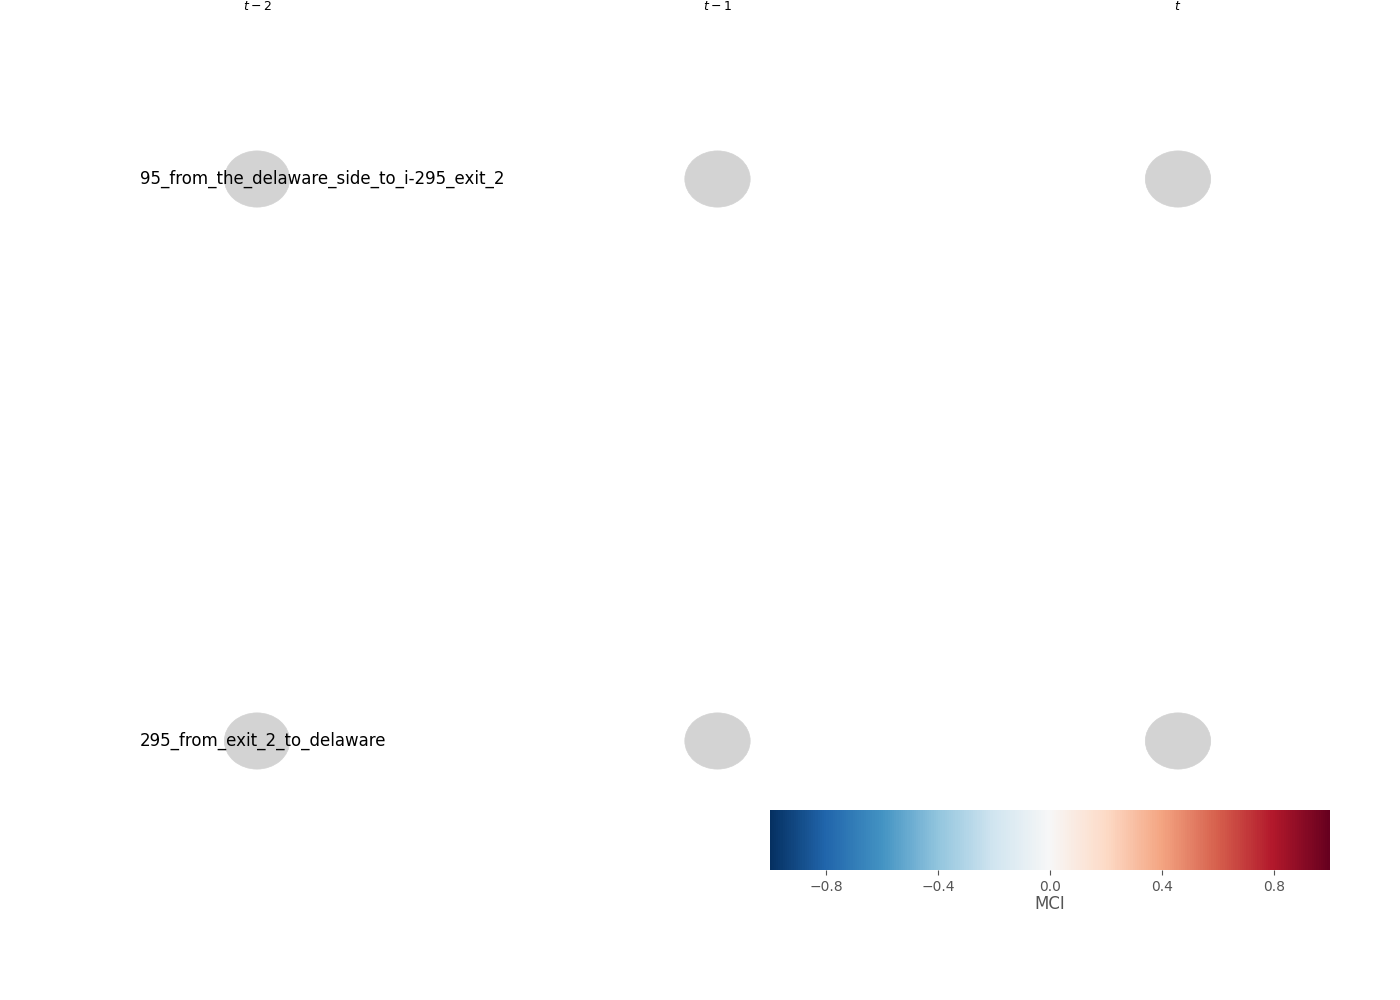 t − 2
t − 1
t
95_from_the_delaware_side_to_i-295_exit_2
295_from_exit_2_to_delaware
−0.8
−0.4
0.0
0.4
0.8
MCI